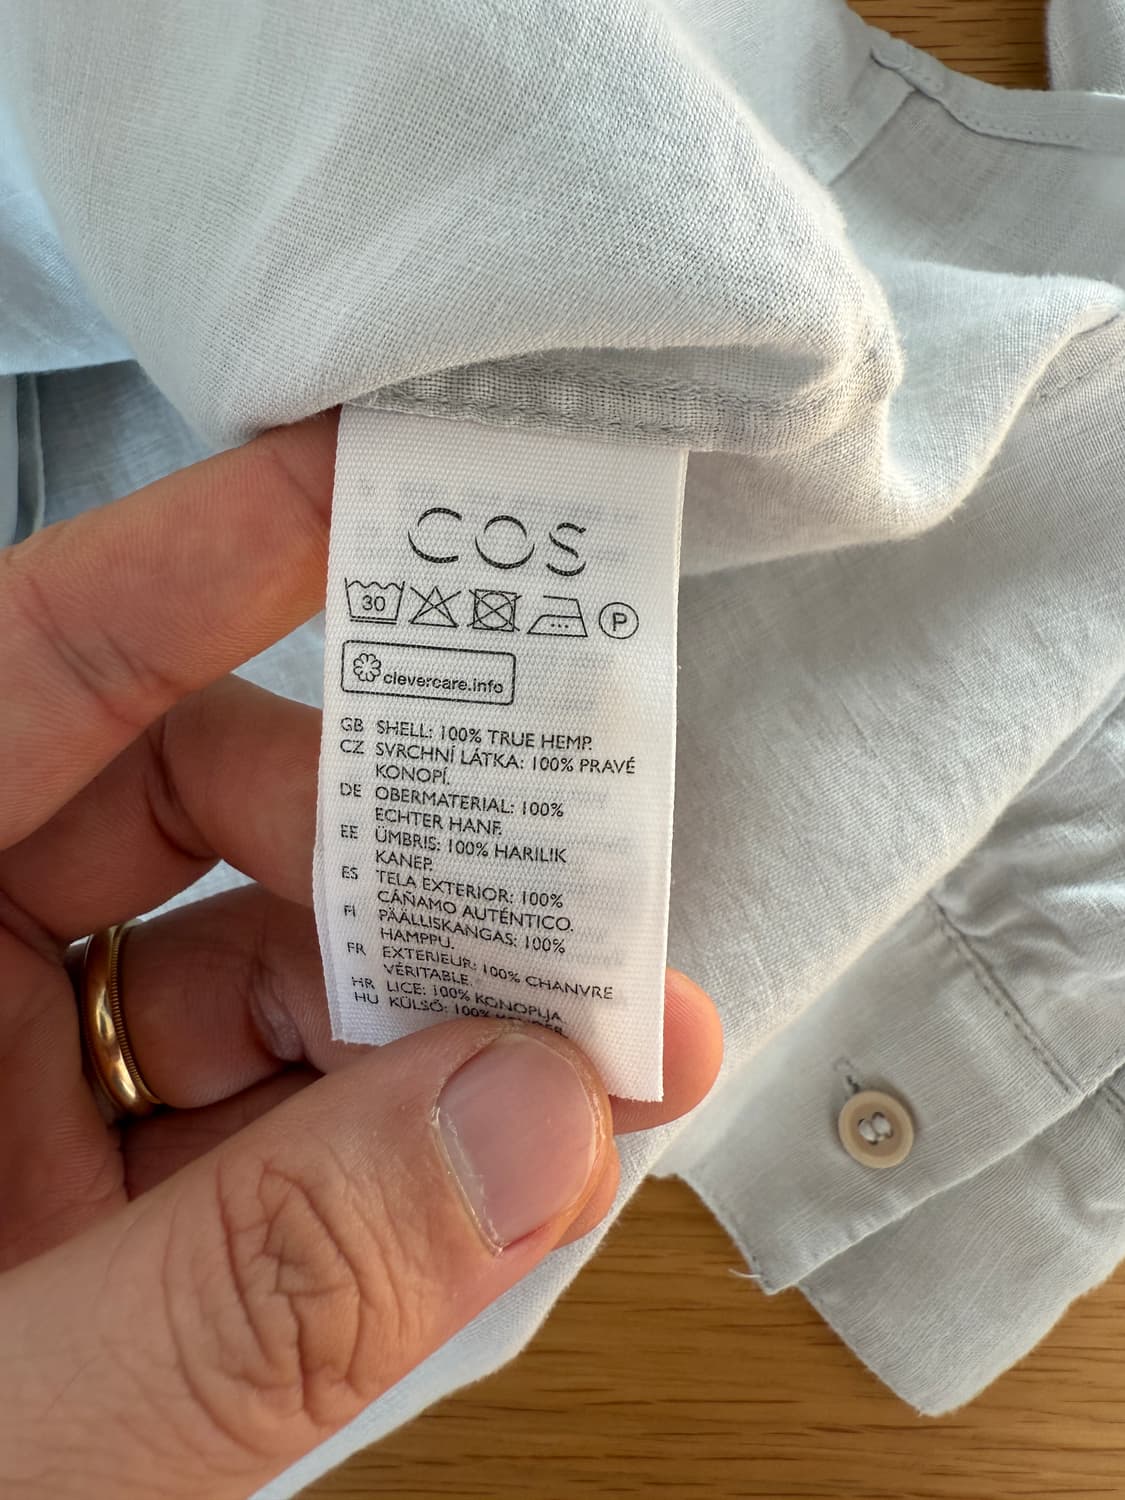 COS
30
P
clevercare.info
GB SHELL: 100% TRUE HEMP.
CZ SVRCHNÍ LÁTKA: 100% PRAVÉ
KONOPÍ.
DE OBERMATERIAL: 100%
ECHTER HANF.
EE ÜMBRIS: 100% HARILIK
KANEP.
ES TELA EXTERIOR: 100%
CÁÑAMO AUTÉNTICO.
FI PÄÄLLISKANGAS: 100%
HAMPPU.
FR EXTERIEUR: 100% CHANVRE
VÉRITABLE.
HR LICE: 100% KONOPLJA.
HU KÜLSŐ: 100%